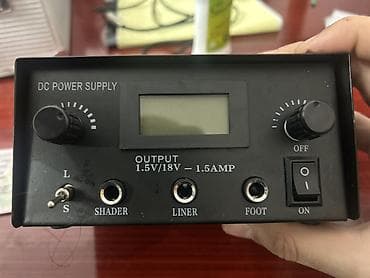 DC POWER SUPPLY
OFF
OUTPUT
1.5V/18V — 1.5AMP
L
O
I
S
SHADER
LINER
FOOT
ON